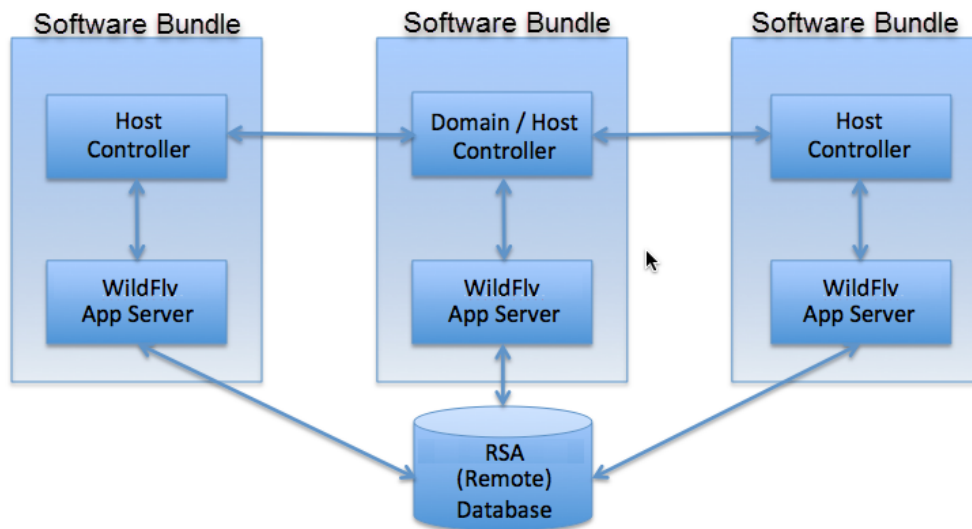 Software Bundle
Software Bundle
Software Bundle
Host
Controller
Domain / Host
Controller
Host
Controller
WildFlv
App Server
WildFlv
App Server
WildFlv
App Server
RSA
(Remote)
Database